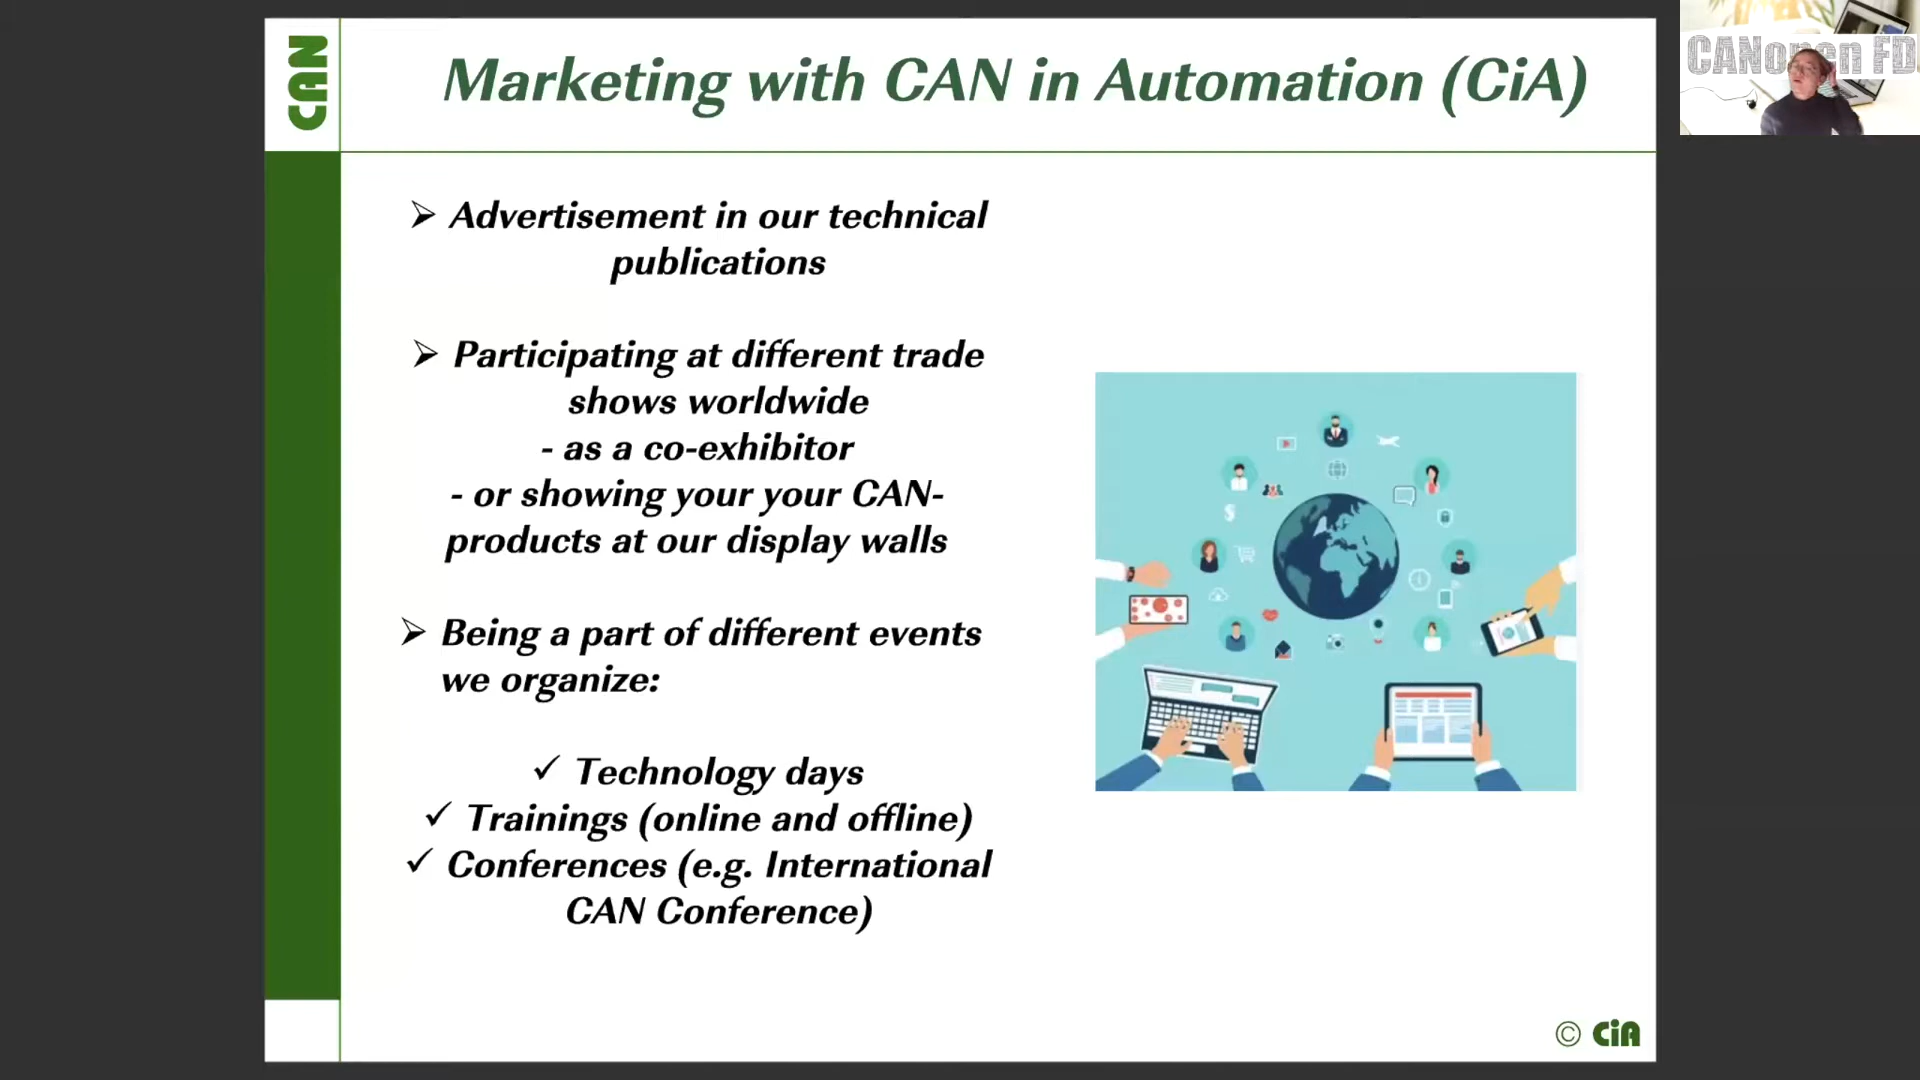 CAN
Marketing with CAN in Automation (CiA)
CANopen FD
➢ Advertisement in our technical
publications
➢ Participating at different trade
shows worldwide
- as a co-exhibitor
- or showing your your CAN-
products at our display walls
➢ Being a part of different events
we organize:
✓ Technology days
✓ Trainings (online and offline)
✓ Conferences (e.g. International
CAN Conference)
© CiA